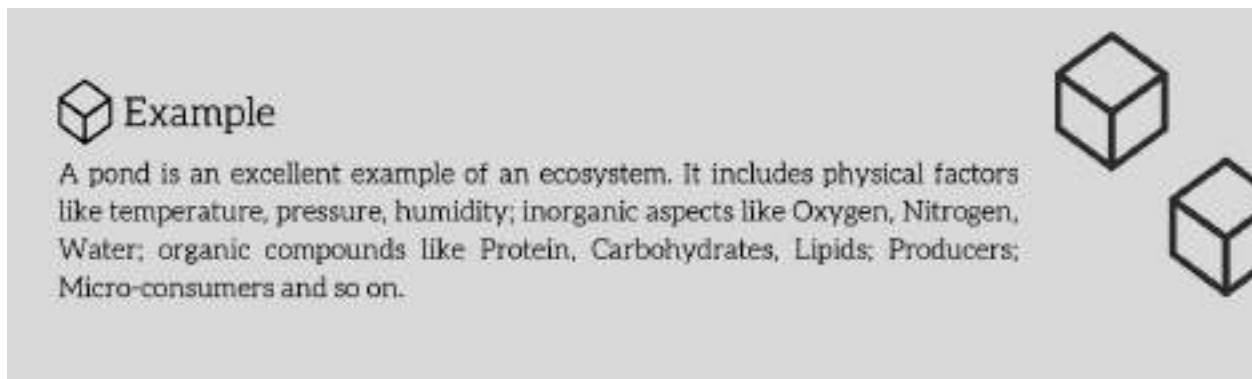 Example
A pond is an excellent example of an ecosystem. It includes physical factors
like temperature, pressure, humidity; inorganic aspects like Oxygen, Nitrogen,
Water; organic compounds like Protein, Carbohydrates, Lipids; Producers;
Micro-consumers and so on.